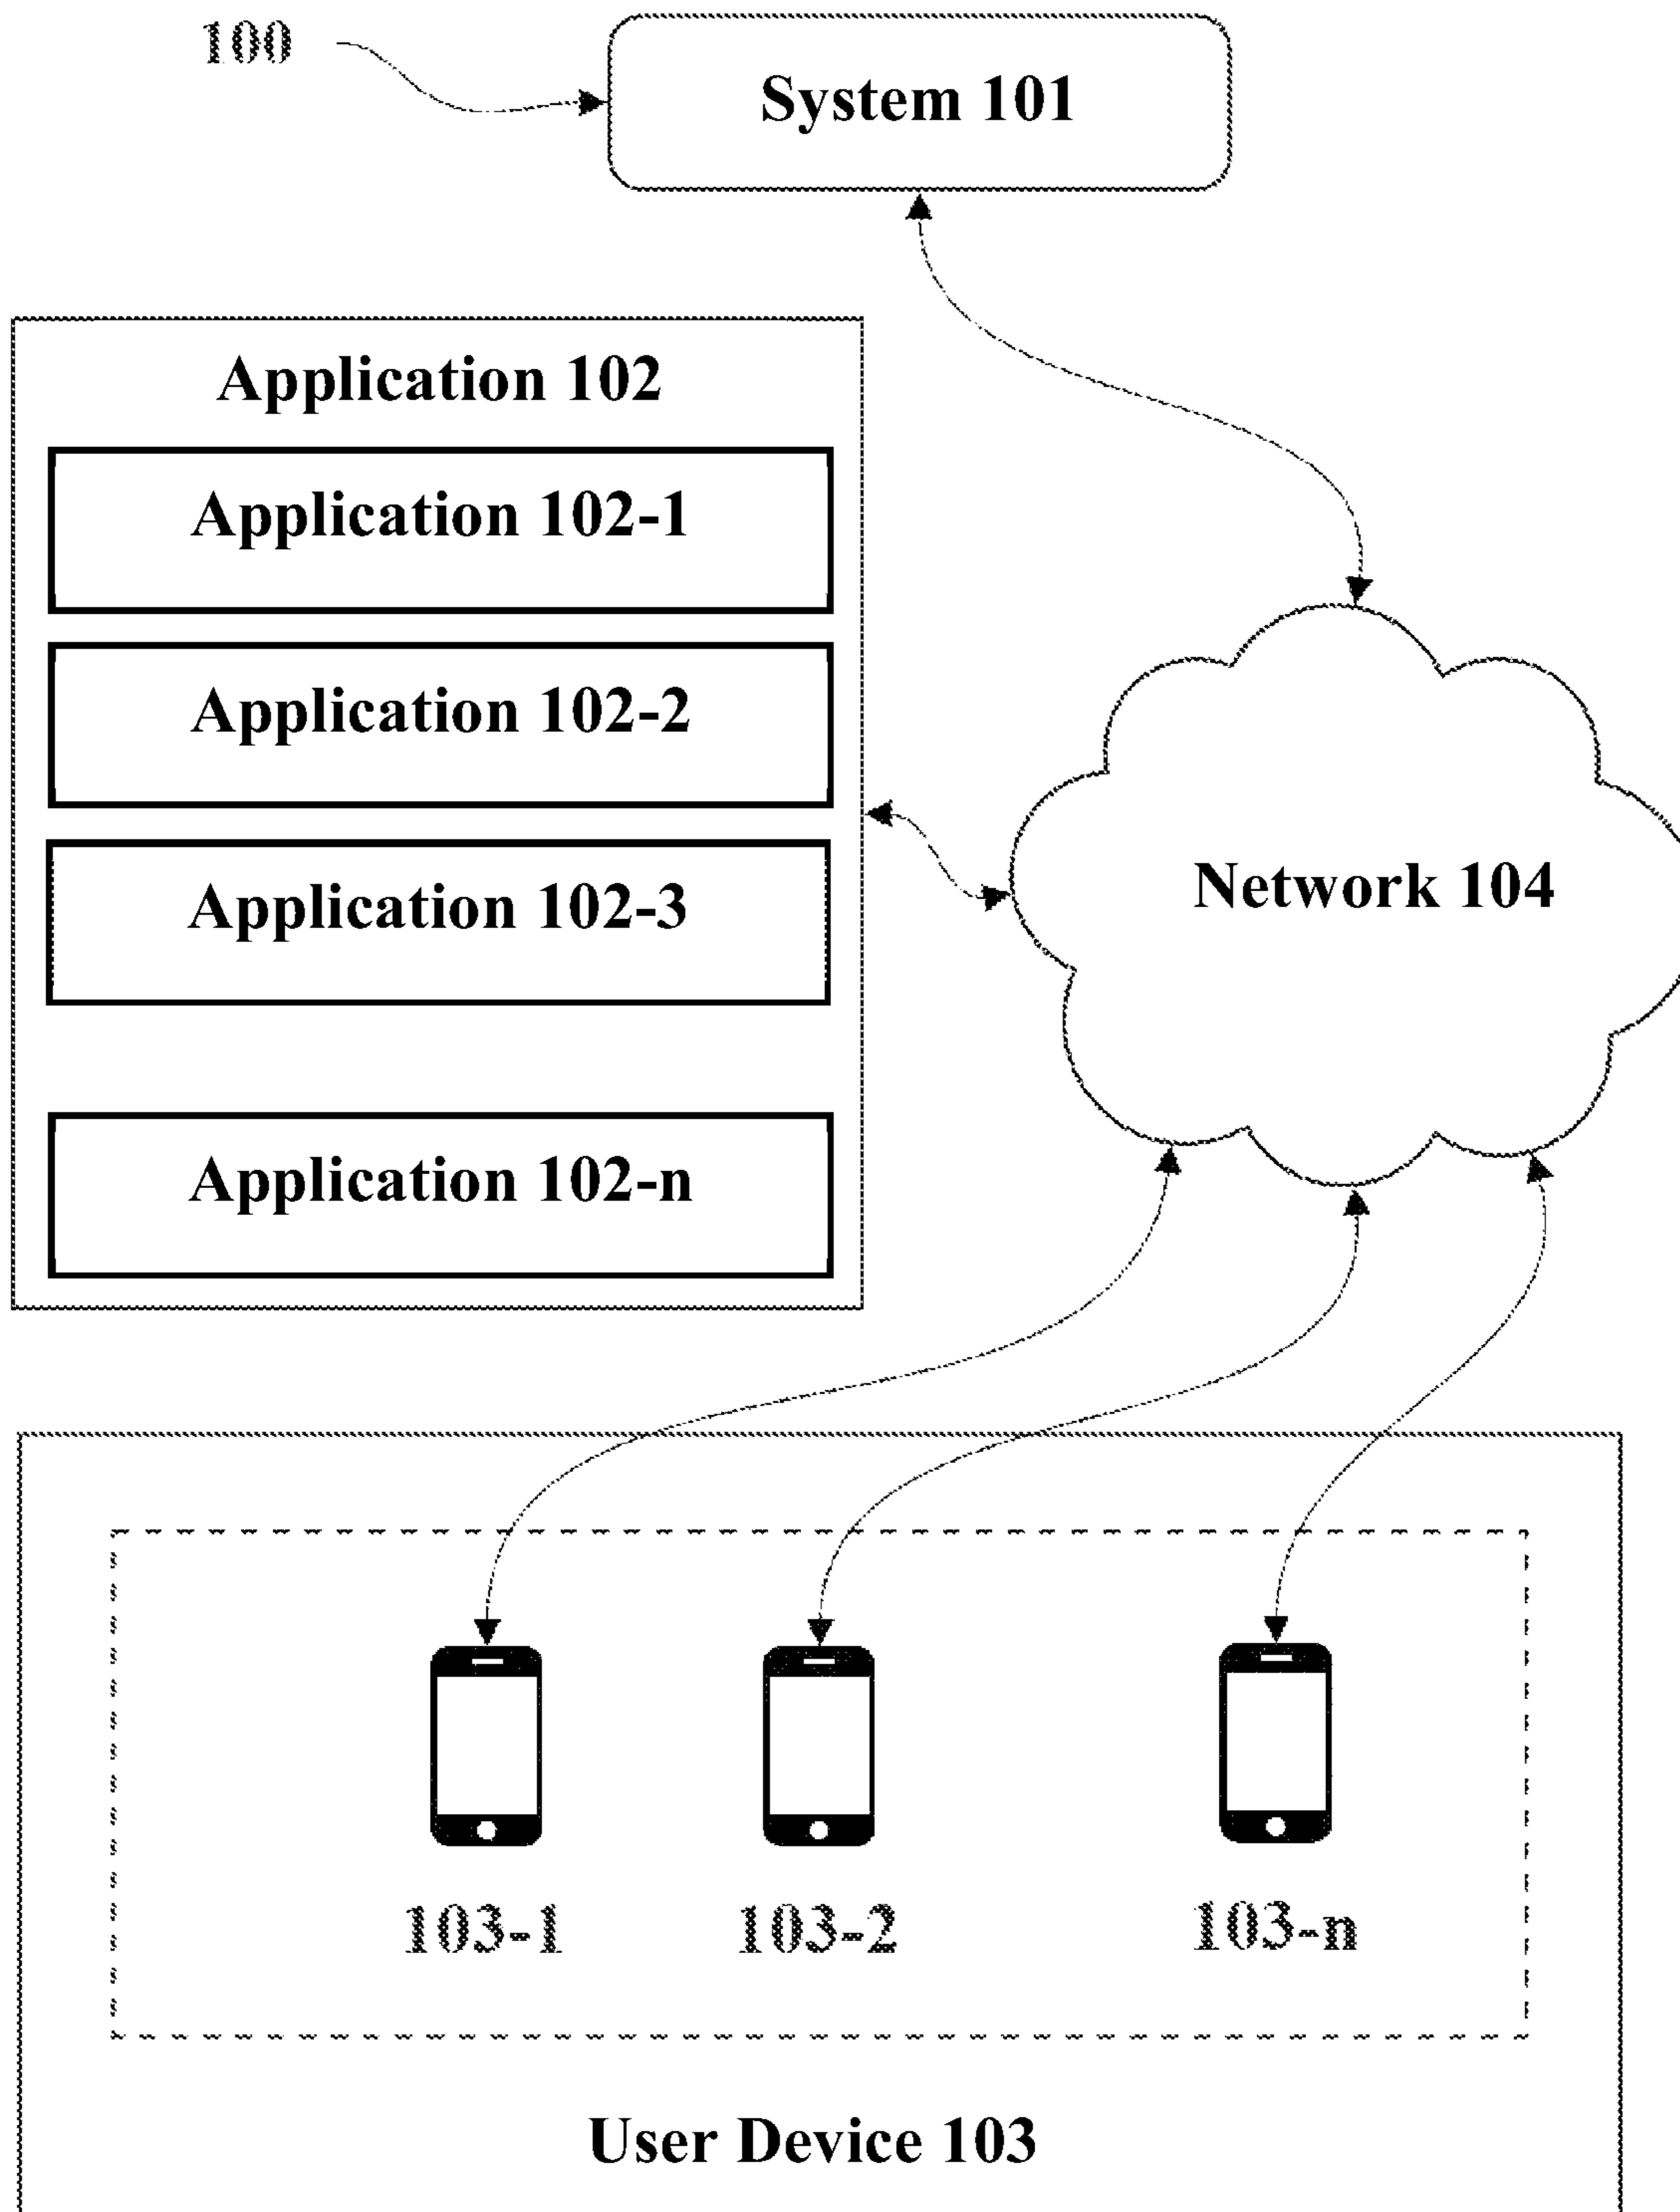 100
System 101
Application 102
Application 102-1
Application 102-2
Application 102-3
Application 102-n
Network 104
103-1
103-2
103-n
User Device 103